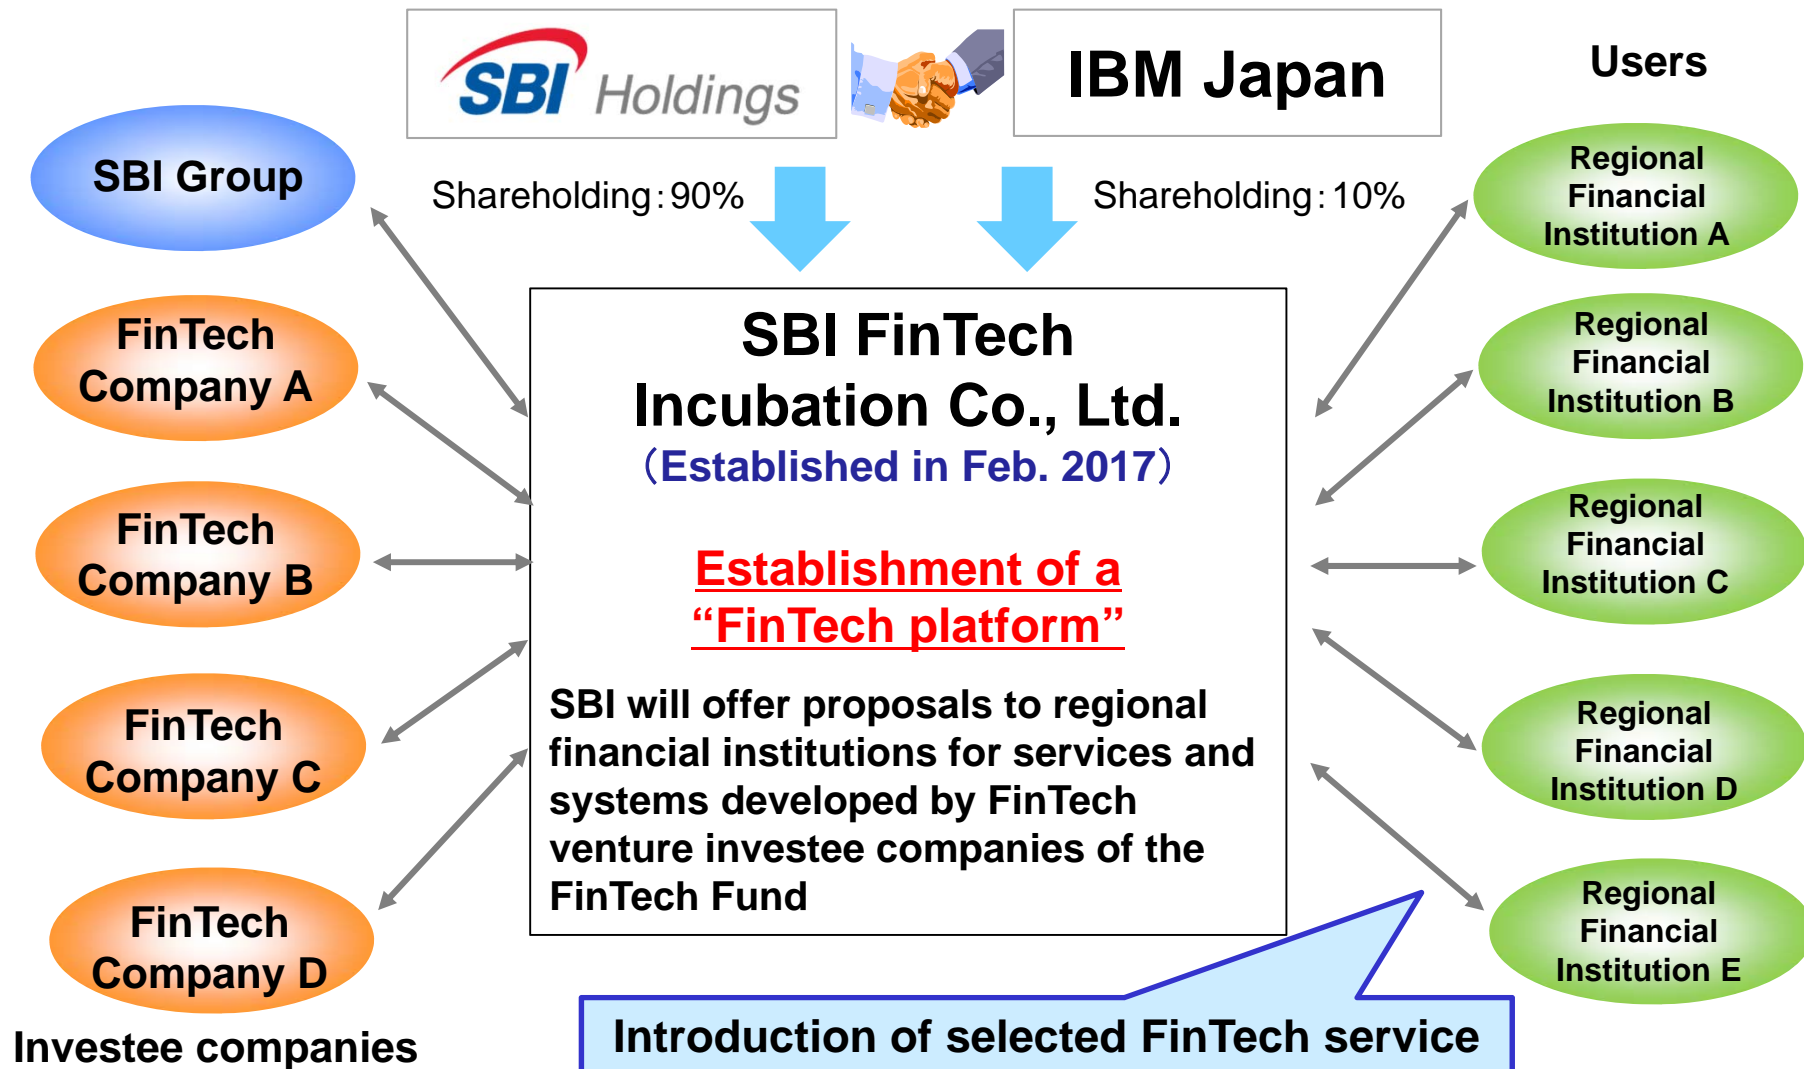 SBI Holdings
IBM Japan
Users
Shareholding：90%
Shareholding：10%
SBI Group
FinTech
Company A
FinTech
Company B
FinTech
Company C
FinTech
Company D
Investee companies
SBI FinTech
Incubation Co., Ltd.
（Established in Feb. 2017）
Establishment of a
“FinTech platform”
SBI will offer proposals to regional
financial institutions for services and
systems developed by FinTech
venture investee companies of the
FinTech Fund
Introduction of selected FinTech service
Regional
Financial
Institution A
Regional
Financial
Institution B
Regional
Financial
Institution C
Regional
Financial
Institution D
Regional
Financial
Institution E